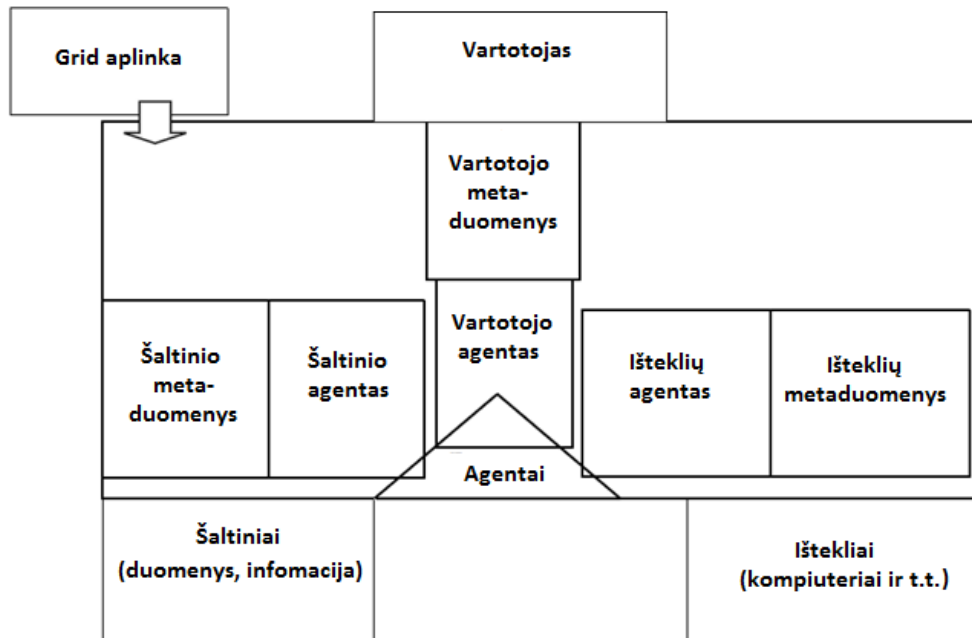 Grid aplinka
Vartotojas
Vartotojo
meta-
duomenys
Vartotojo
agentas
Šaltinio
meta-
duomenys
Šaltinio
agentas
Išteklių
agentas
Išteklių
metaduomenys
Agentai
Šaltiniai
(duomenys, infomacija)
Ištekliai
(kompiuteriai ir t.t.)